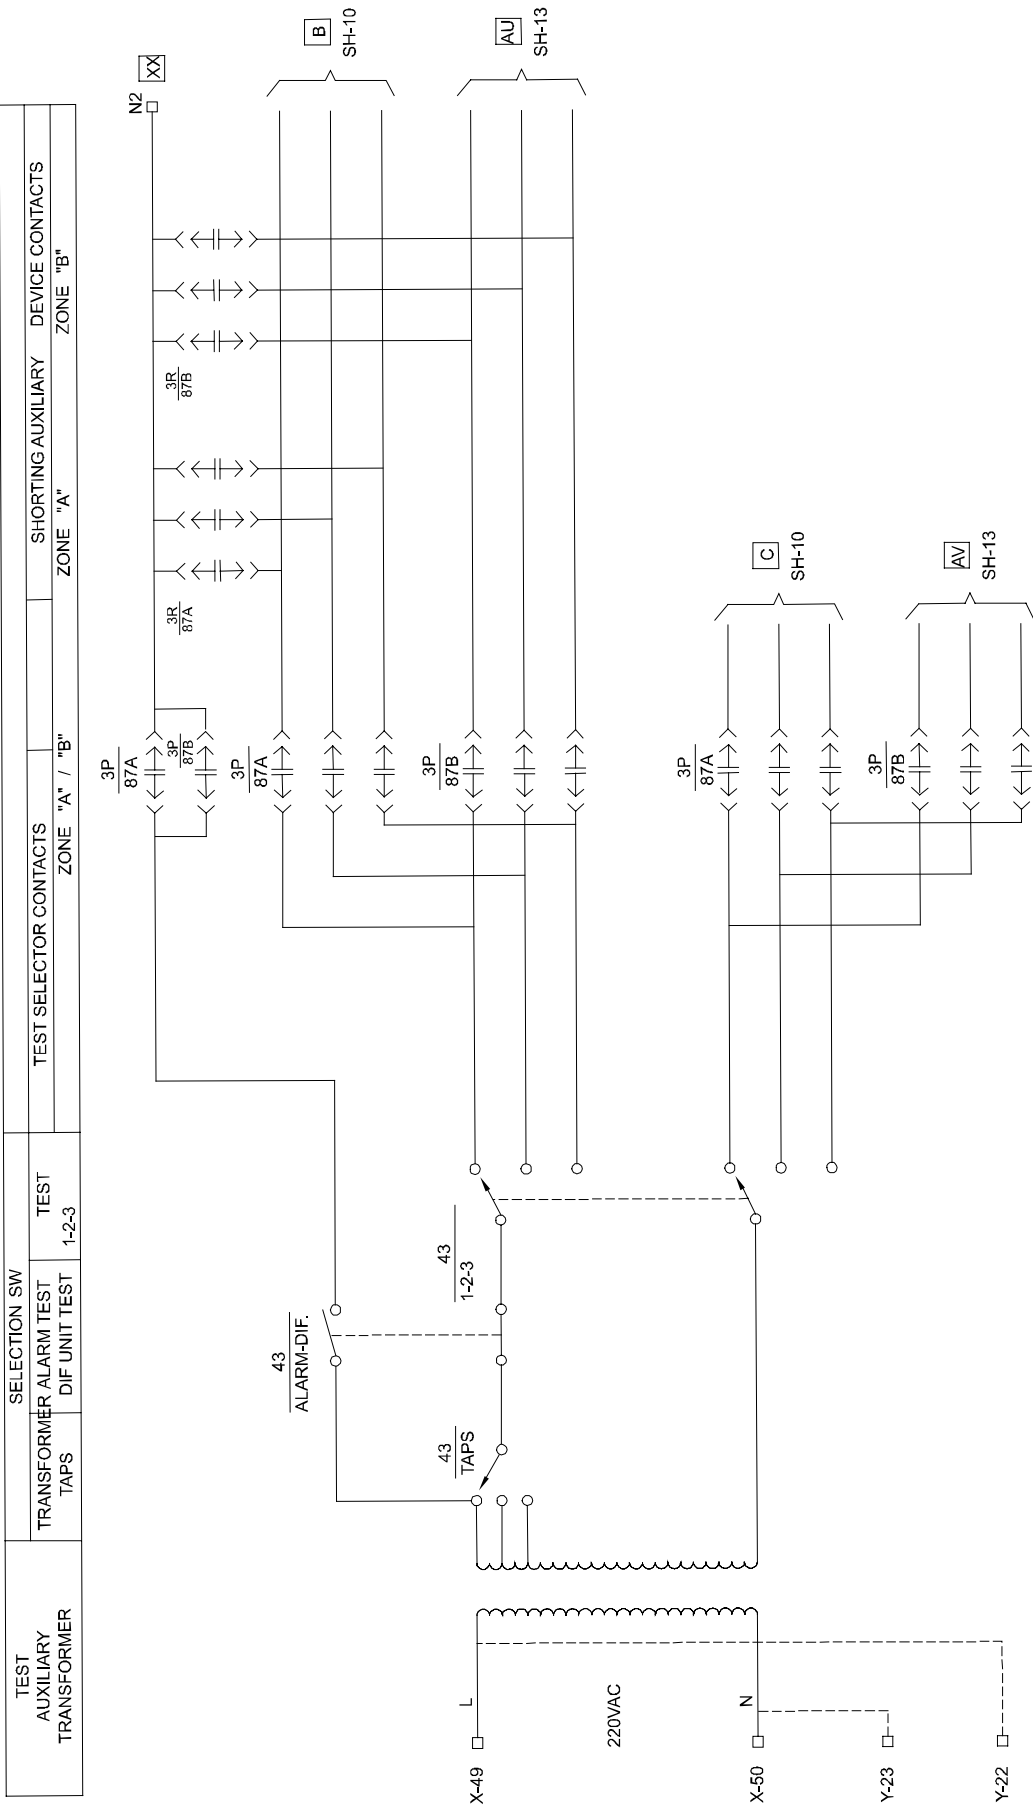 TEST
AUXILIARY
TRANSFORMER
SELECTION SW
TRANSFORMER
TAPS
ALARM TEST
DIF UNIT TEST
TEST
1-2-3
TEST SELECTOR CONTACTS
ZONE "A" / "B"
SHORTING AUXILIARY DEVICE CONTACTS
ZONE "A"
ZONE "B"
N2
XX
3P
87A
3P
87B
3R
87A
3R
87B
3P
87A
B
SH-10
3P
87B
AU
SH-13
43
ALARM-DIF.
43
TAPS
43
1-2-3
3P
87A
C
SH-10
3P
87B
AV
SH-13
X-49
L
220VAC
X-50
N
Y-23
Y-22